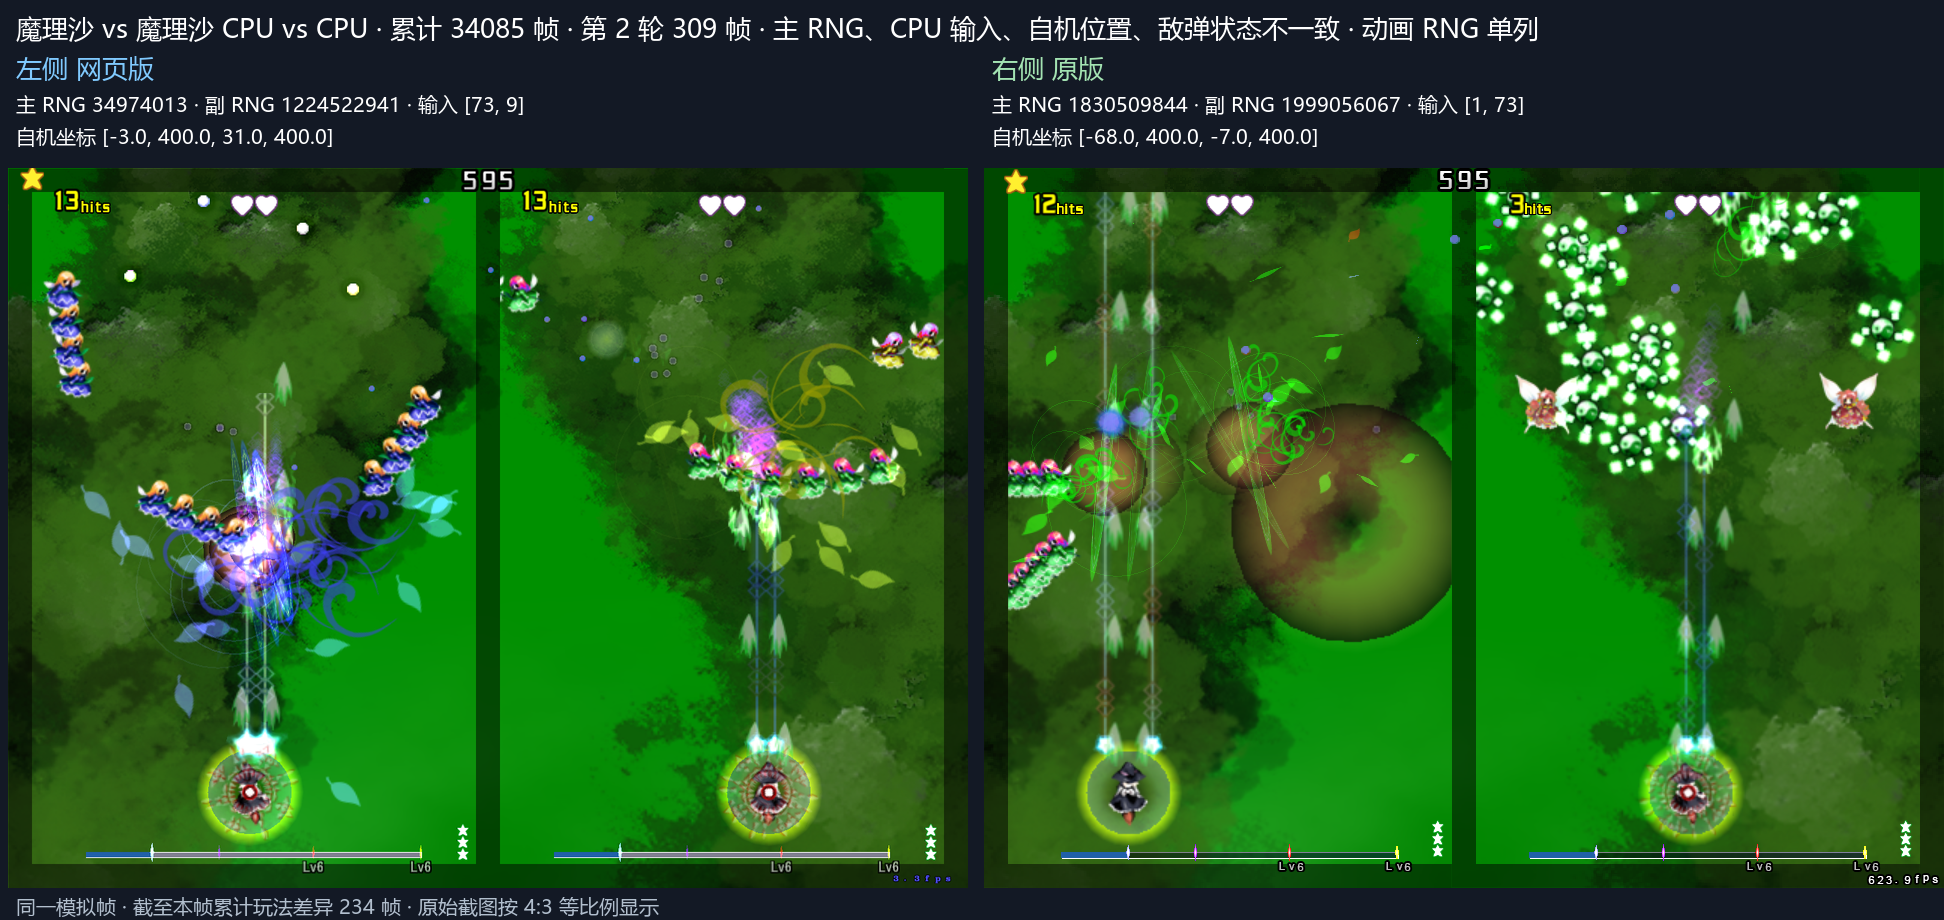 魔理沙 vs 魔理沙 CPU vs CPU · 累计 34085 帧 · 第 2 轮 309 帧 · 主 RNG、CPU 输入、自机位置、敌弹状态不一致 · 动画 RNG 单列
左侧 网页版
主 RNG 34974013 · 副 RNG 1224522941 · 输入 [73, 9]
自机坐标 [-3.0, 400.0, 31.0, 400.0]
右侧 原版
主 RNG 1830509844 · 副 RNG 1999056067 · 输入 [1, 73]
自机坐标 [-68.0, 400.0, -7.0, 400.0]
595
13hits
13hits
Lv6
Lv6
Lv6
Lv6
3.3fps
595
12hits
3hits
Lv6
Lv6
Lv6
Lv6
623.9fps
同一模拟帧 · 截至本帧累计玩法差异 234 帧 · 原始截图按 4:3 等比例显示